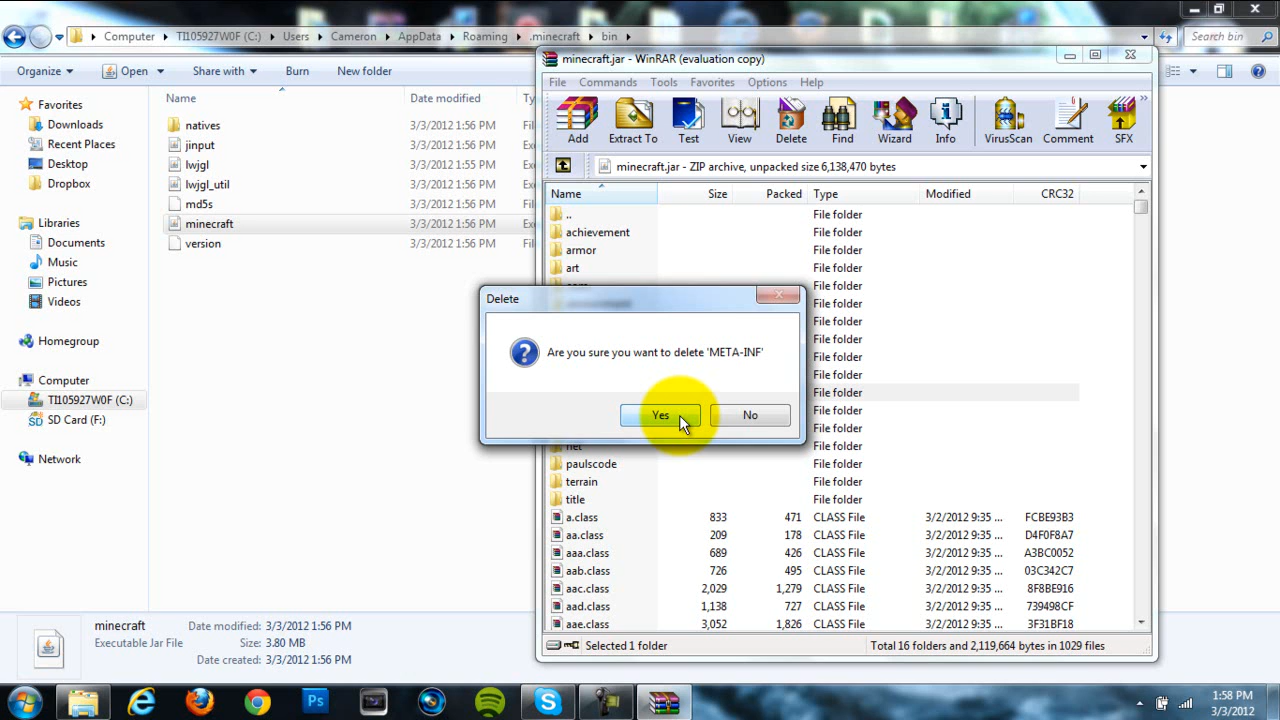 Computer TI105927W0F (C:) Users Cameron AppData Roaming .minecraft bin
Search bin
Organize Open Share with Burn New folder
Name Date modified Ty
Favorites
Downloads
Recent Places
Desktop
Dropbox
Libraries
Documents
Music
Pictures
Videos
Homegroup
Computer
TI105927W0F (C:)
SD Card (F:)
Network
natives 3/3/2012 1:56 PM Fil
jinput 3/3/2012 1:56 PM Exe
lwjgl 3/3/2012 1:55 PM Exe
lwjgl_util 3/3/2012 1:56 PM Exe
md5s 3/3/2012 1:56 PM Fil
minecraft 3/3/2012 1:56 PM Exe
version 3/3/2012 1:56 PM Fil
minecraft.jar - WinRAR (evaluation copy)
File Commands Tools Favorites Options Help
Add Extract To Test View Delete Find Wizard Info VirusScan Comment SFX
minecraft.jar - ZIP archive, unpacked size 6,138,470 bytes
Name Size Packed Type Modified CRC32
.. File folder
achievement File folder
armor File folder
art File folder
File folder
File folder
File folder
File folder
File folder
File folder
File folder
File folder
File folder
net File folder
paulscode File folder
terrain File folder
title File folder
a.class 833 471 CLASS File 3/2/2012 9:35 ... FCBE93B3
aa.class 209 178 CLASS File 3/2/2012 9:35 ... D4F0F8A7
aaa.class 689 426 CLASS File 3/2/2012 9:35 ... A3BC0052
aab.class 726 495 CLASS File 3/2/2012 9:35 ... 03C342C7
aac.class 2,029 1,279 CLASS File 3/2/2012 9:35 ... 8F8BE916
aad.class 1,138 727 CLASS File 3/2/2012 9:35 ... 739498CF
aae.class 3,052 1,826 CLASS File 3/2/2012 9:35 ... 3F31BF18
Selected 1 folder Total 16 folders and 2,119,664 bytes in 1029 files
Delete
Are you sure you want to delete 'META-INF'
Yes No
minecraft Date modified: 3/3/2012 1:56 PM
Executable Jar File Size: 3.80 MB
Date created: 3/3/2012 1:56 PM
Ps
1:58 PM
3/3/2012